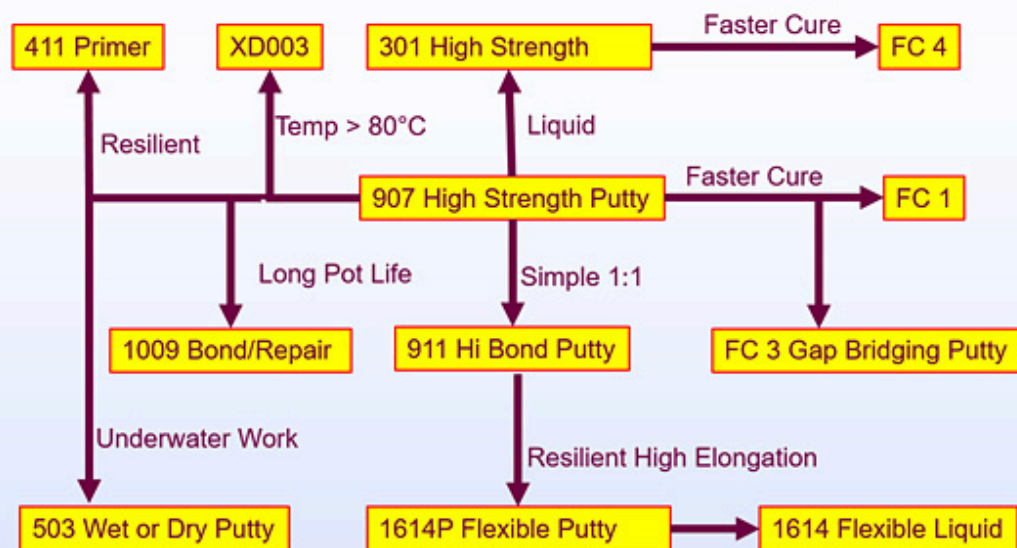 Faster Cure
411 Primer
XD003
301 High Strength
FC 4
Temp > 80°C
Liquid
Resilient
Faster Cure
907 High Strength Putty
FC 1
Long Pot Life
Simple 1:1
1009 Bond/Repair
911 Hi Bond Putty
FC 3 Gap Bridging Putty
Underwater Work
Resilient High Elongation
503 Wet or Dry Putty
1614P Flexible Putty
1614 Flexible Liquid